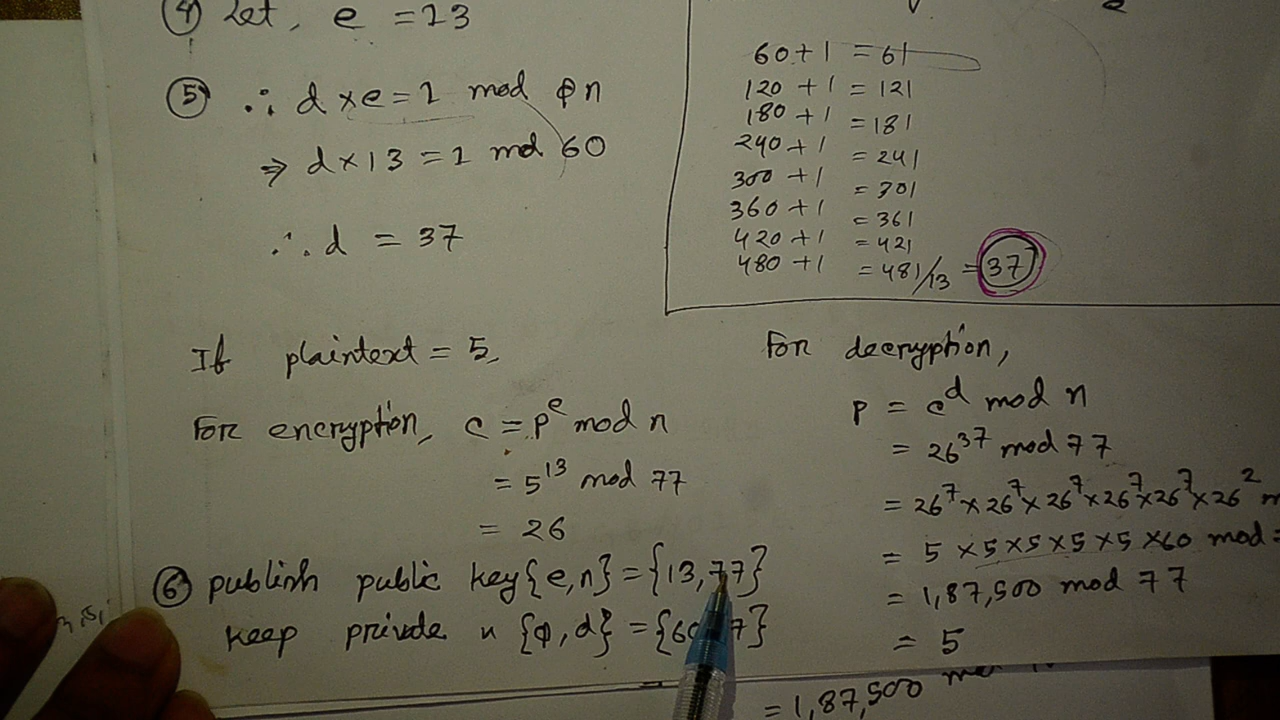 ④ Let, e = 13
⑤ ∴ d × e = 1 mod φn
⇒ d × 13 = 1 md 60
∴ d = 37
60 + 1 = 61
120 + 1 = 121
180 + 1 = 181
240 + 1 = 241
300 + 1 = 301
360 + 1 = 361
420 + 1 = 421
480 + 1 = 481/13 = 37
If plaintext = 5,
For encryption, c = p^e mod n
= 5^13 mod 77
= 26
⑥ publish public key {e, n} = {13, 77}
keep private " {φ, d} = {60 7}
For decryption,
P = c^d mod n
= 26^37 mod 77
= 26^7 × 26^7 × 26^7 × 26^7 × 26^7 × 26^2 m
= 5 × 5 × 5 × 5 × 5 × 60 mod =
= 1,87,500 mod 77
= 5
= 1,87,500